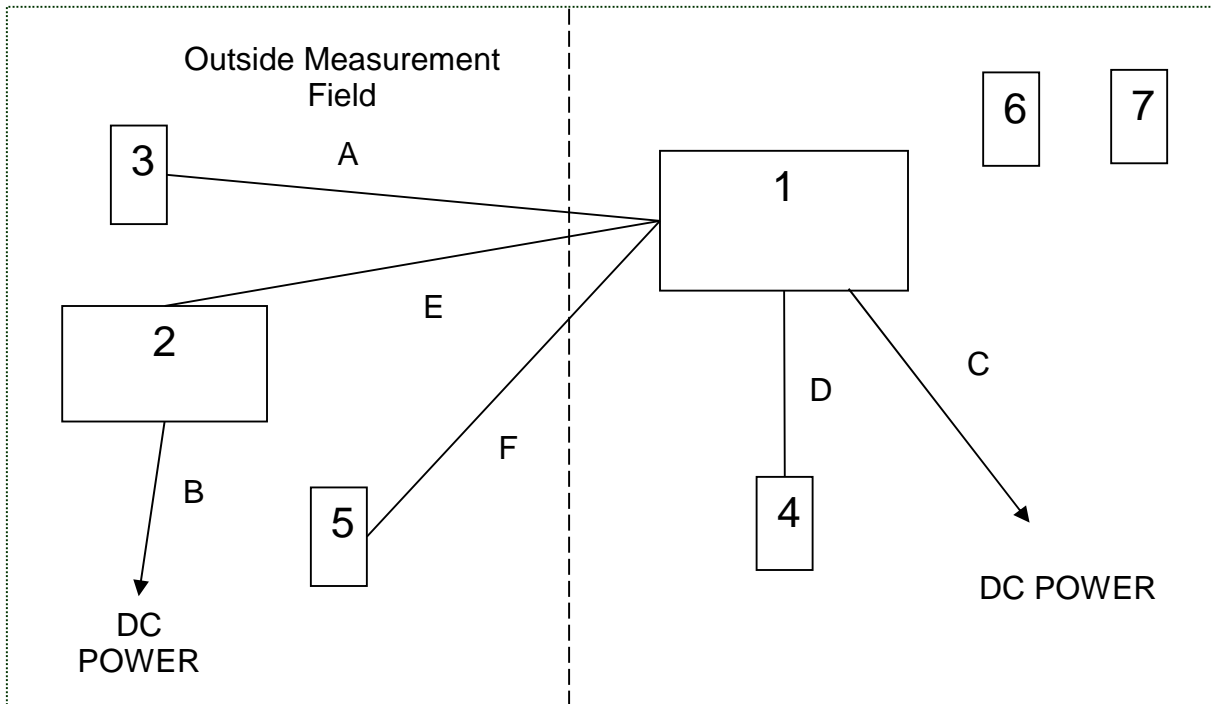 Outside Measurement
Field
3
A
6
7
1
E
2
D
C
F
B
5
4
DC
POWER
DC POWER